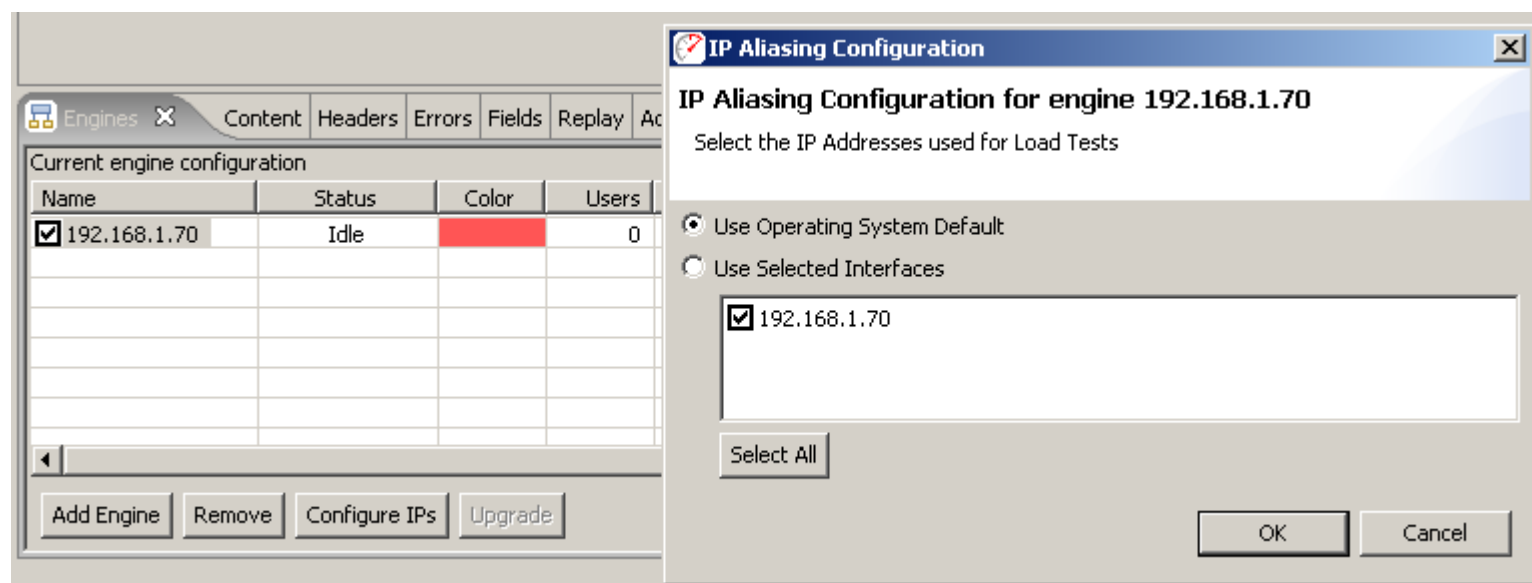 Engines Content Headers Errors Fields Replay
Current engine configuration
Name Status Color Users
192.168.1.70 Idle 0
Add Engine Remove Configure IPs Upgrade
IP Aliasing Configuration
IP Aliasing Configuration for engine 192.168.1.70
Select the IP Addresses used for Load Tests
Use Operating System Default
Use Selected Interfaces
192.168.1.70
Select All
OK Cancel